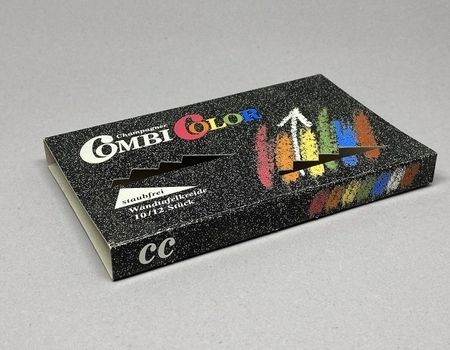 Champagner
COMBICOLOR
staubfrei
Wandtafelkreide
10/12 Stück
CC